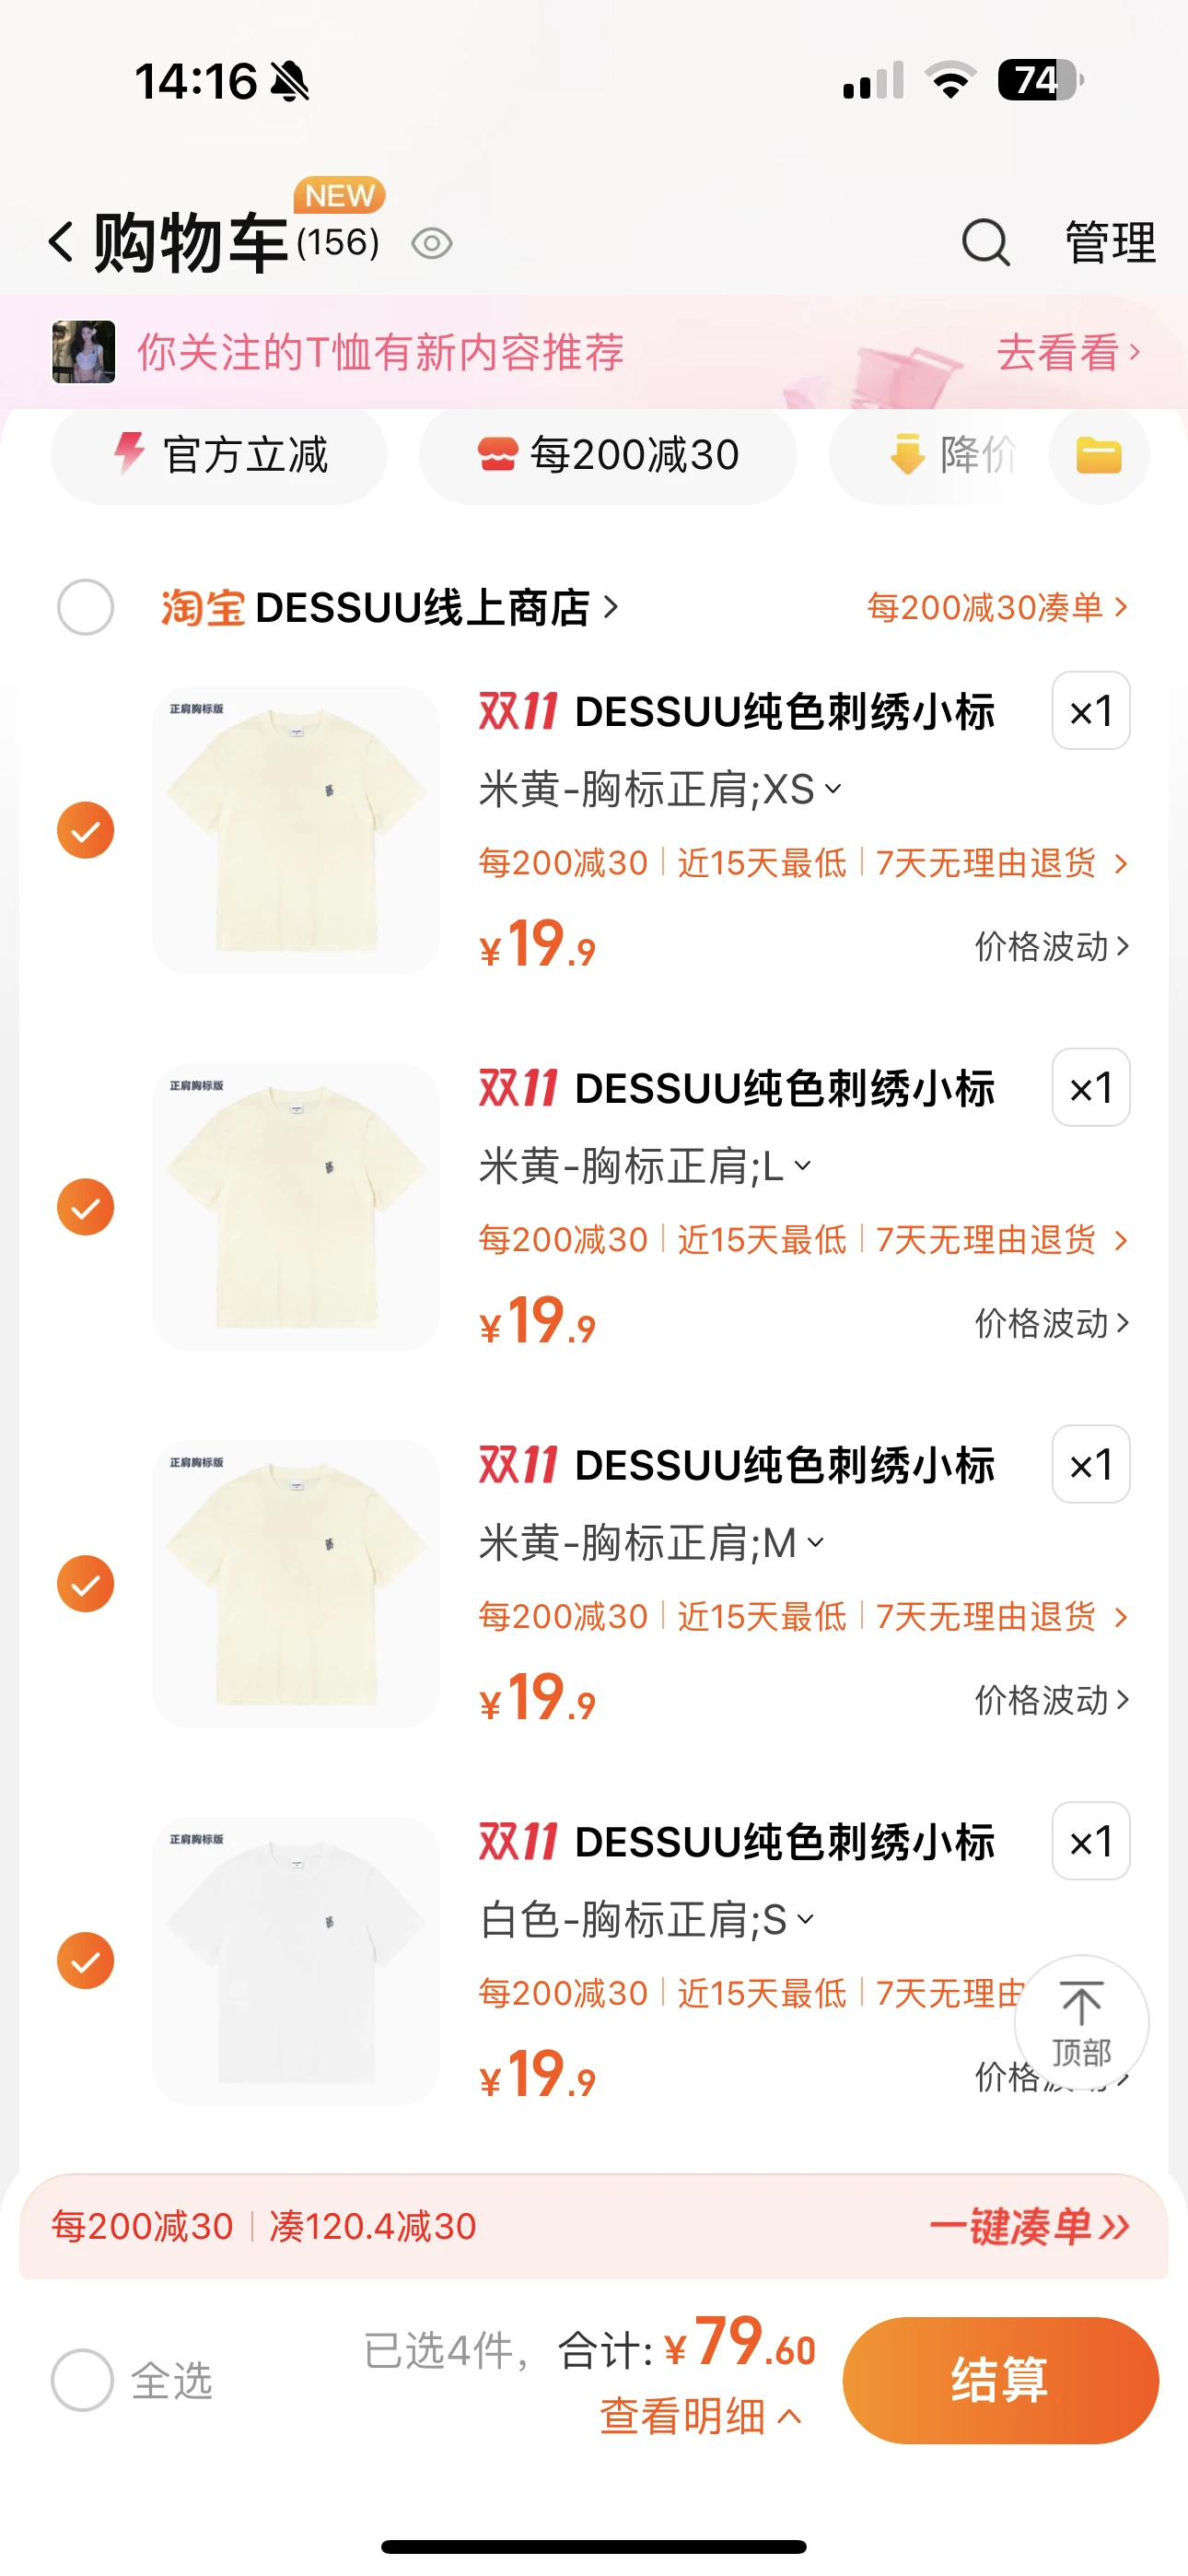 14:16
74
NEW
购物车(156)
管理
你关注的T恤有新内容推荐
去看看
官方立减
每200减30
降价
淘宝 DESSUU线上商店
每200减30凑单
正肩胸标版
双11 DESSUU纯色刺绣小标
×1
米黄-胸标正肩;XS
每200减30 近15天最低 7天无理由退货
¥19.9
价格波动
正肩胸标版
双11 DESSUU纯色刺绣小标
×1
米黄-胸标正肩;L
每200减30 近15天最低 7天无理由退货
¥19.9
价格波动
正肩胸标版
双11 DESSUU纯色刺绣小标
×1
米黄-胸标正肩;M
每200减30 近15天最低 7天无理由退货
¥19.9
价格波动
正肩胸标版
双11 DESSUU纯色刺绣小标
×1
白色-胸标正肩;S
每200减30 近15天最低 7天无理由
¥19.9
价格
顶部
每200减30 凑120.4减30
一键凑单
全选
已选4件, 合计: ¥79.60
查看明细
结算